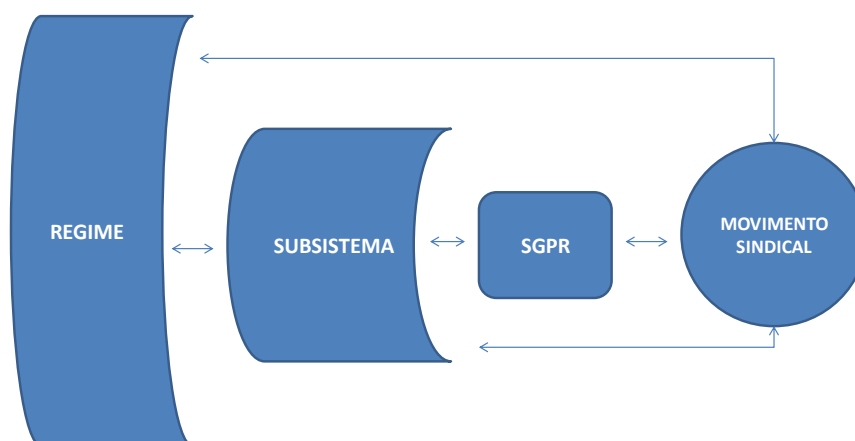 REGIME
SUBSISTEMA
SGPR
MOVIMENTO
SINDICAL